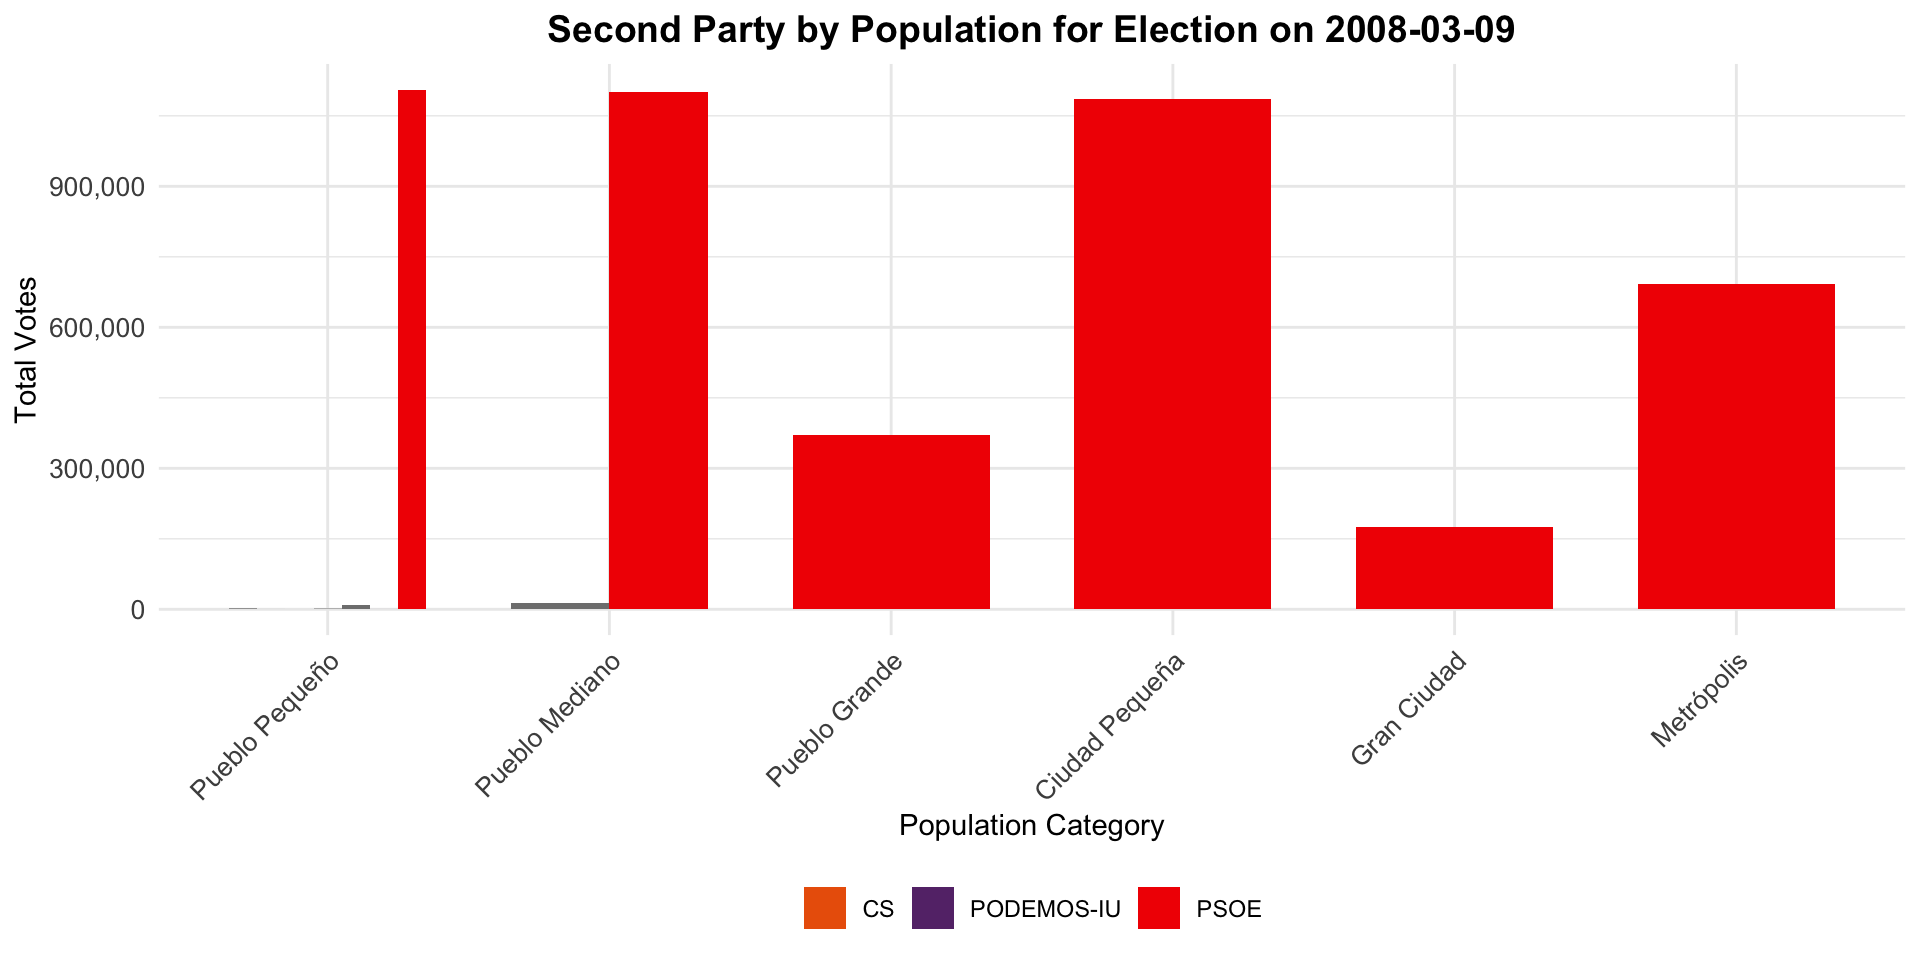 Second Party by Population for Election on 2008-03-09
Total Votes
900,000
600,000
300,000
0
Pueblo Pequeño
Pueblo Mediano
Pueblo Grande
Ciudad Pequeña
Gran Ciudad
Metrópolis
Population Category
CS PODEMOS-IU PSOE